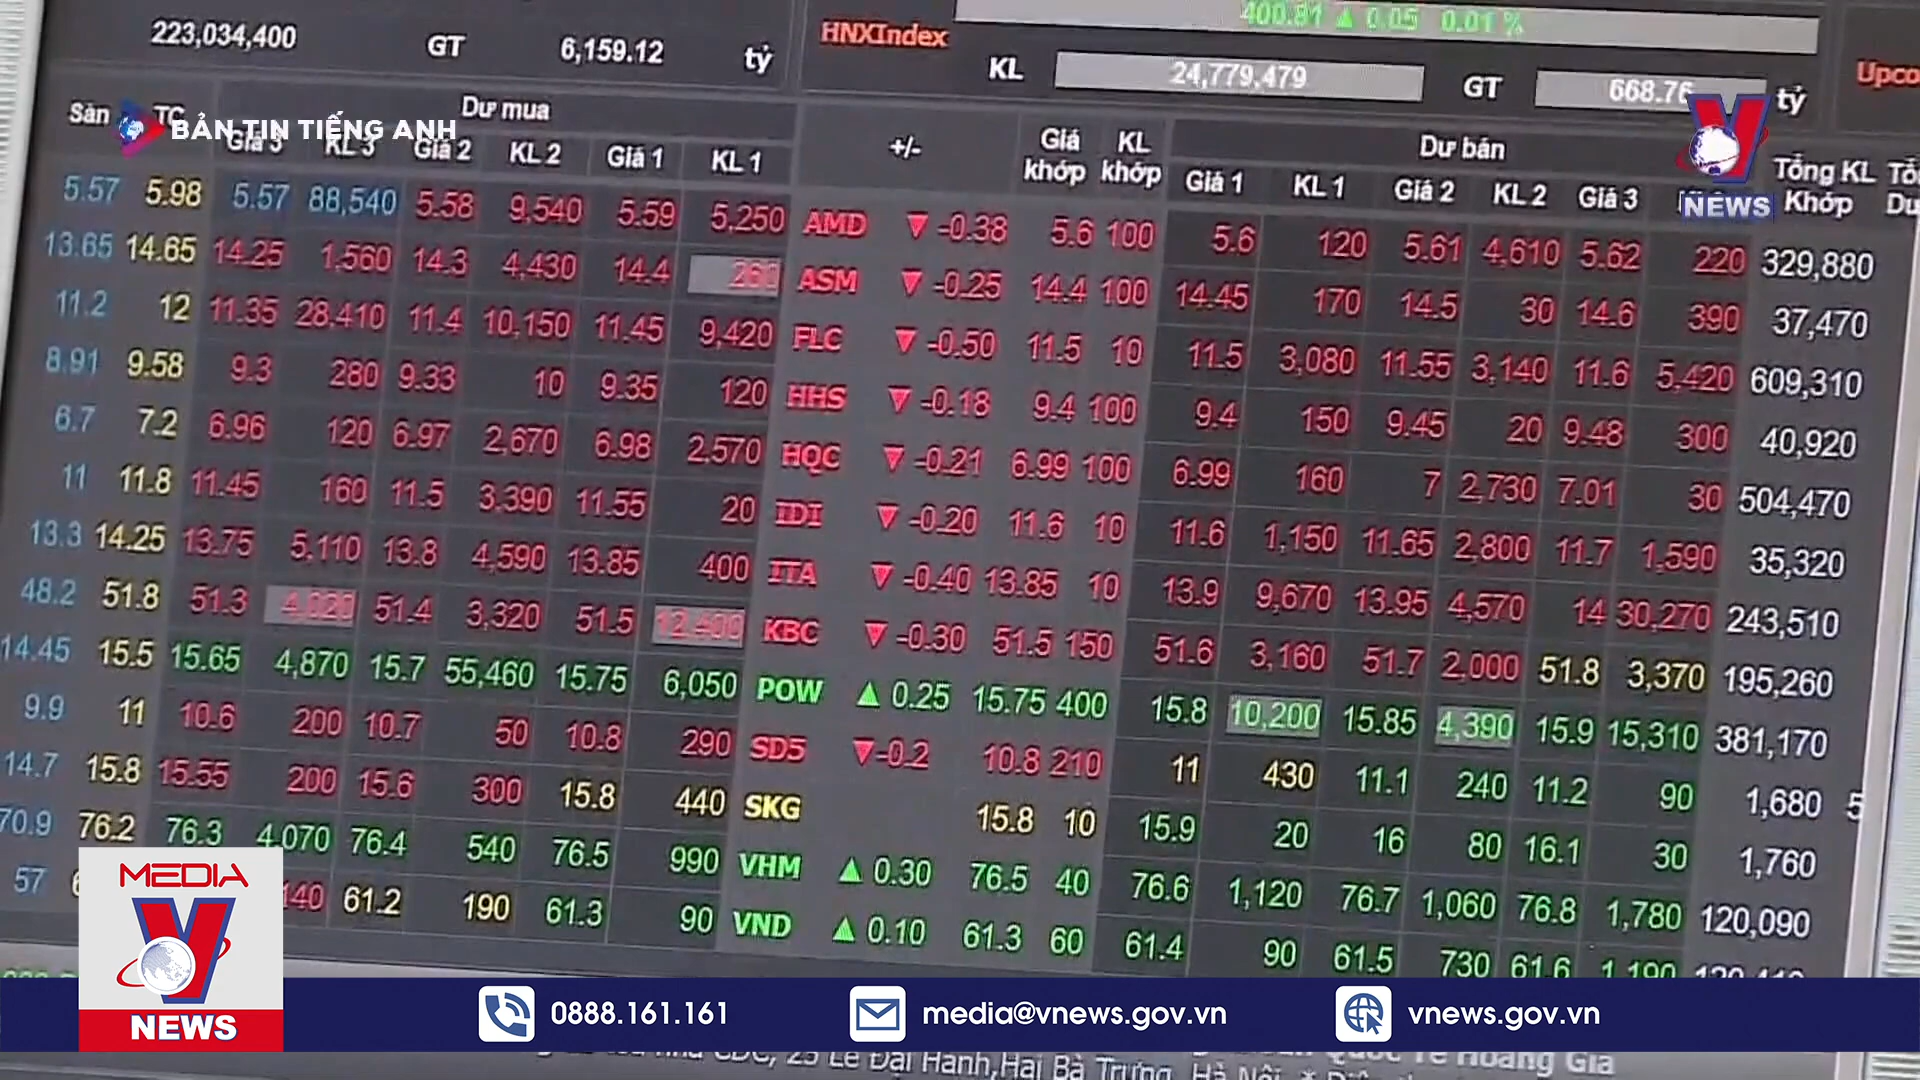 400.81 ▲ 0.05 0.01 %
223,034,400 GT 6,159.12 tỷ HNXIndex KL 24,779,479 GT 668.76 tỷ
Sàn TC Dư mua +/- Giá khớp KL khớp Dư bán Tổng KL Khớp
BẢN TIN TIẾNG ANH
Giá 3 KL 3 Giá 2 KL 2 Giá 1 KL 1 Giá 1 KL 1 Giá 2 KL 2 Giá 3
NEWS
5.57 5.98 5.57 88,540 5.58 9,540 5.59 5,250 AMD ▼ -0.38 5.6 100 5.6 120 5.61 4,610 5.62 220 329,880
13.65 14.65 14.25 1,560 14.3 4,430 14.4 260 ASM ▼ -0.25 14.4 100 14.45 170 14.5 30 14.6 390 37,470
11.2 12 11.35 28,410 11.4 10,150 11.45 9,420 FLC ▼ -0.50 11.5 10 11.5 3,080 11.55 3,140 11.6 5,420 609,310
8.91 9.58 9.3 280 9.33 10 9.35 120 HHS ▼ -0.18 9.4 100 9.4 150 9.45 20 9.48 300 40,920
6.7 7.2 6.96 120 6.97 2,670 6.98 2,570 HQC ▼ -0.21 6.99 100 6.99 160 7 2,730 7.01 30 504,470
11 11.8 11.45 160 11.5 3,390 11.55 20 IDI ▼ -0.20 11.6 10 11.6 1,150 11.65 2,800 11.7 1,590 35,320
13.3 14.25 13.75 5,110 13.8 4,590 13.85 400 ITA ▼ -0.40 13.85 10 13.9 9,670 13.95 4,570 14 30,270 243,510
48.2 51.8 51.3 4,020 51.4 3,320 51.5 12,400 KBC ▼ -0.30 51.5 150 51.6 3,160 51.7 2,000 51.8 3,370 195,260
14.45 15.5 15.65 4,870 15.7 55,460 15.75 6,050 POW ▲ 0.25 15.75 400 15.8 10,200 15.85 4,390 15.9 15,310 381,170
9.9 11 10.6 200 10.7 50 10.8 290 SD5 ▼ -0.2 10.8 210 11 430 11.1 240 11.2 90 1,680 5
14.7 15.8 15.55 200 15.6 300 15.8 440 SKG 15.8 10 15.9 20 16 80 16.1 30 1,760
70.9 76.2 76.3 4,070 76.4 540 76.5 990 VHM ▲ 0.30 76.5 40 76.6 1,120 76.7 1,060 76.8 1,780 120,090
57 140 61.2 190 61.3 90 VND ▲ 0.10 61.3 60 61.4 90 61.5 730 61.6 1,190
MEDIA
NEWS
0888.161.161 media@vnews.gov.vn vnews.gov.vn
25 Lê Đại Hành, Hai Bà Trưng, Hà Nội